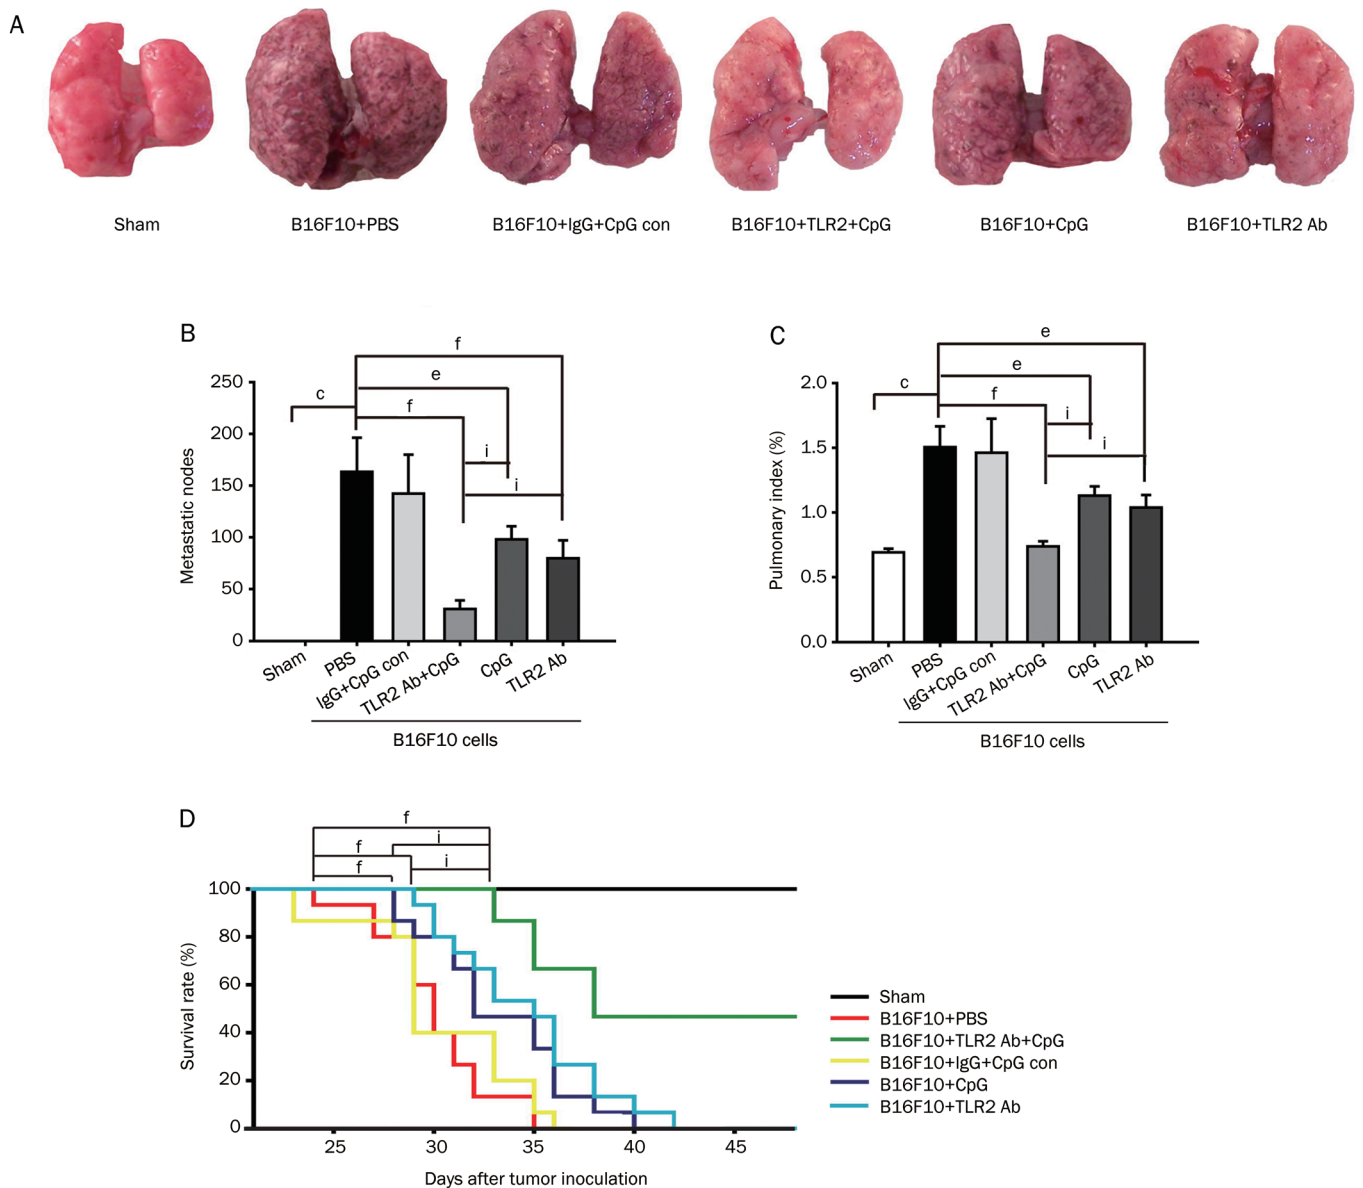 A
Sham
B16F10+PBS
B16F10+IgG+CpG con
B16F10+TLR2+CpG
B16F10+CpG
B16F10+TLR2 Ab
B
f
c
e
f
i
i
250
200
150
100
50
0
Metastatic nodes
Sham
PBS
IgG+CpG con
TLR2 Ab+CpG
CpG
TLR2 Ab
B16F10 cells
C
e
c
e
f
i
i
2.0
1.5
1.0
0.5
0.0
Pulmonary index (%)
Sham
PBS
IgG+CpG con
TLR2 Ab+CpG
CpG
TLR2 Ab
B16F10 cells
D
f
i
f
i
f
100
80
60
40
20
0
Survival rate (%)
25
30
35
40
45
Days after tumor inoculation
Sham
B16F10+PBS
B16F10+TLR2 Ab+CpG
B16F10+IgG+CpG con
B16F10+CpG
B16F10+TLR2 Ab